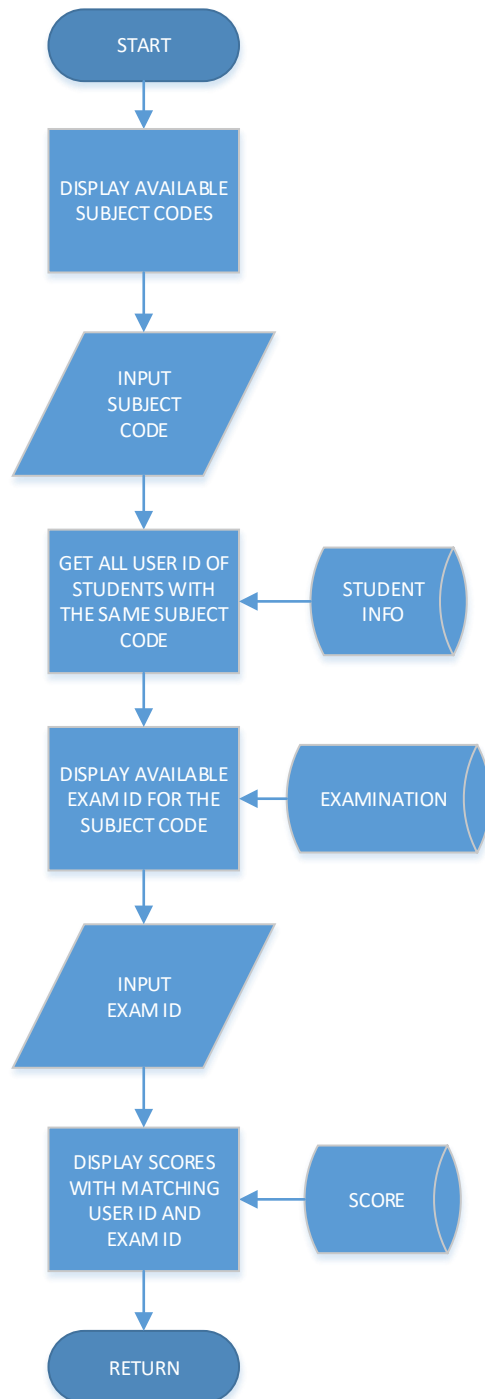 START
DISPLAY AVAILABLE
SUBJECT CODES
INPUT
SUBJECT
CODE
GET ALL USER ID OF
STUDENTS WITH
THE SAME SUBJECT
CODE
STUDENT
INFO
DISPLAY AVAILABLE
EXAM ID FOR THE
SUBJECT CODE
EXAMINATION
INPUT
EXAM ID
DISPLAY SCORES
WITH MATCHING
USER ID AND
EXAM ID
SCORE
RETURN